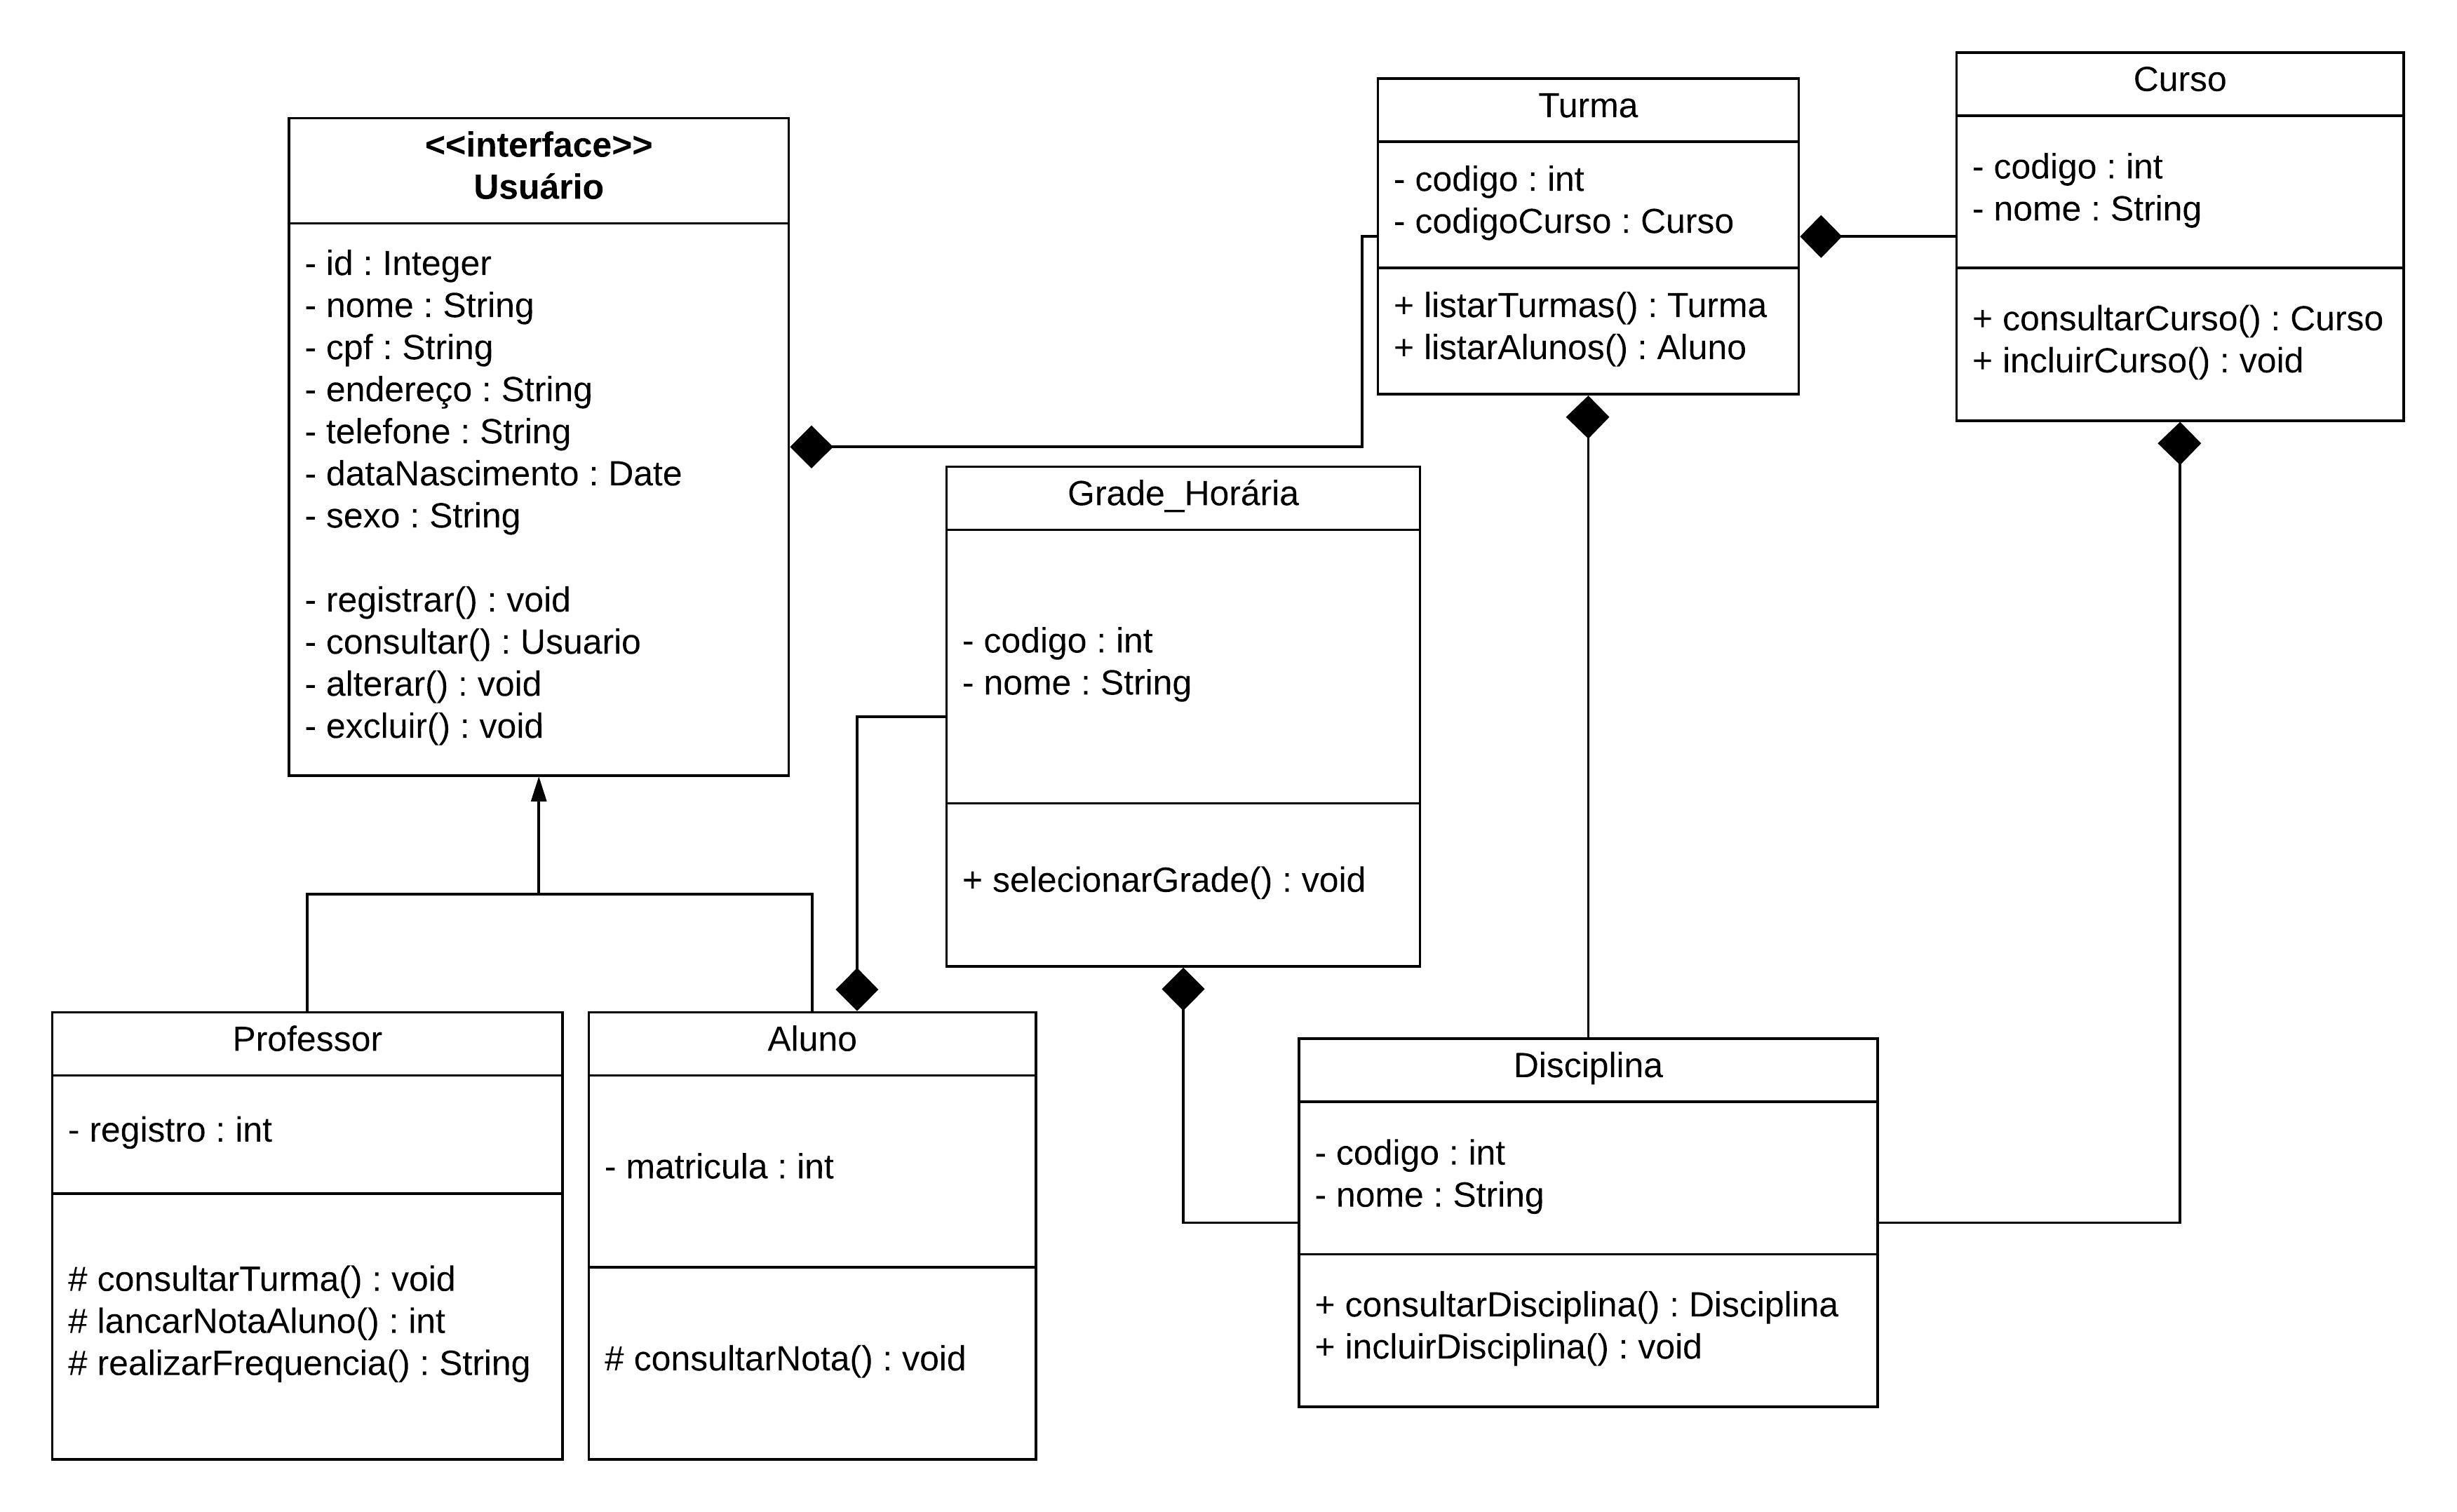 <<interface>>
Usuário
- id : Integer
- nome : String
- cpf : String
- endereço : String
- telefone : String
- dataNascimento : Date
- sexo : String
- registrar() : void
- consultar() : Usuario
- alterar() : void
- excluir() : void
Turma
- codigo : int
- codigoCurso : Curso
+ listarTurmas() : Turma
+ listarAlunos() : Aluno
Curso
- codigo : int
- nome : String
+ consultarCurso() : Curso
+ incluirCurso() : void
Grade_Horária
- codigo : int
- nome : String
+ selecionarGrade() : void
Professor
- registro : int
# consultarTurma() : void
# lancarNotaAluno() : int
# realizarFrequencia() : String
Aluno
- matricula : int
# consultarNota() : void
Disciplina
- codigo : int
- nome : String
+ consultarDisciplina() : Disciplina
+ incluirDisciplina() : void